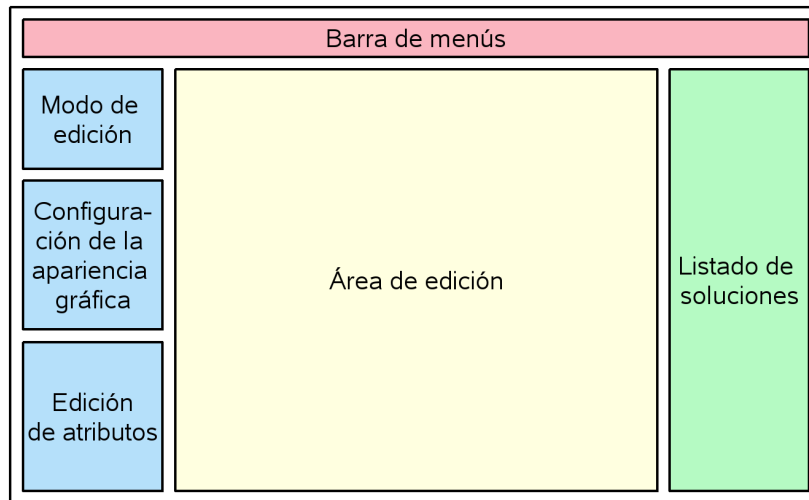 Barra de menús
Modo de
edición
Configura-
ción de la
apariencia
gráfica
Edición
de atributos
Área de edición
Listado de
soluciones